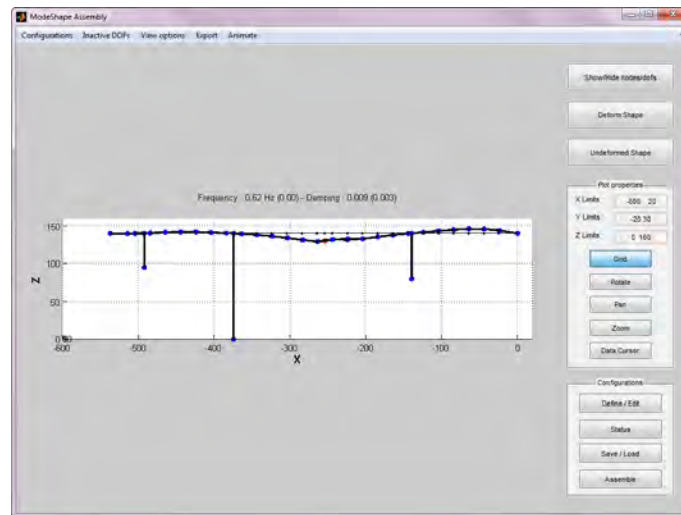 ModeShape Assembly
Configurations Inactive DOFs View options Export Animate
Show/Hide nodes/dofs
Deform Shape
Undeformed Shape
Frequency : 0.62 Hz (0.00) - Damping : 0.009 (0.003)
Plot properties
X Limits -600 20
Y Limits -20 30
Z Limits 0 160
Grid
Rotate
Pan
Zoom
Data Cursor
150
100
50
Z
-600 -500 -400 -300 -200 -100 0
X
Configurations
Define / Edit
Status
Save / Load
Assemble